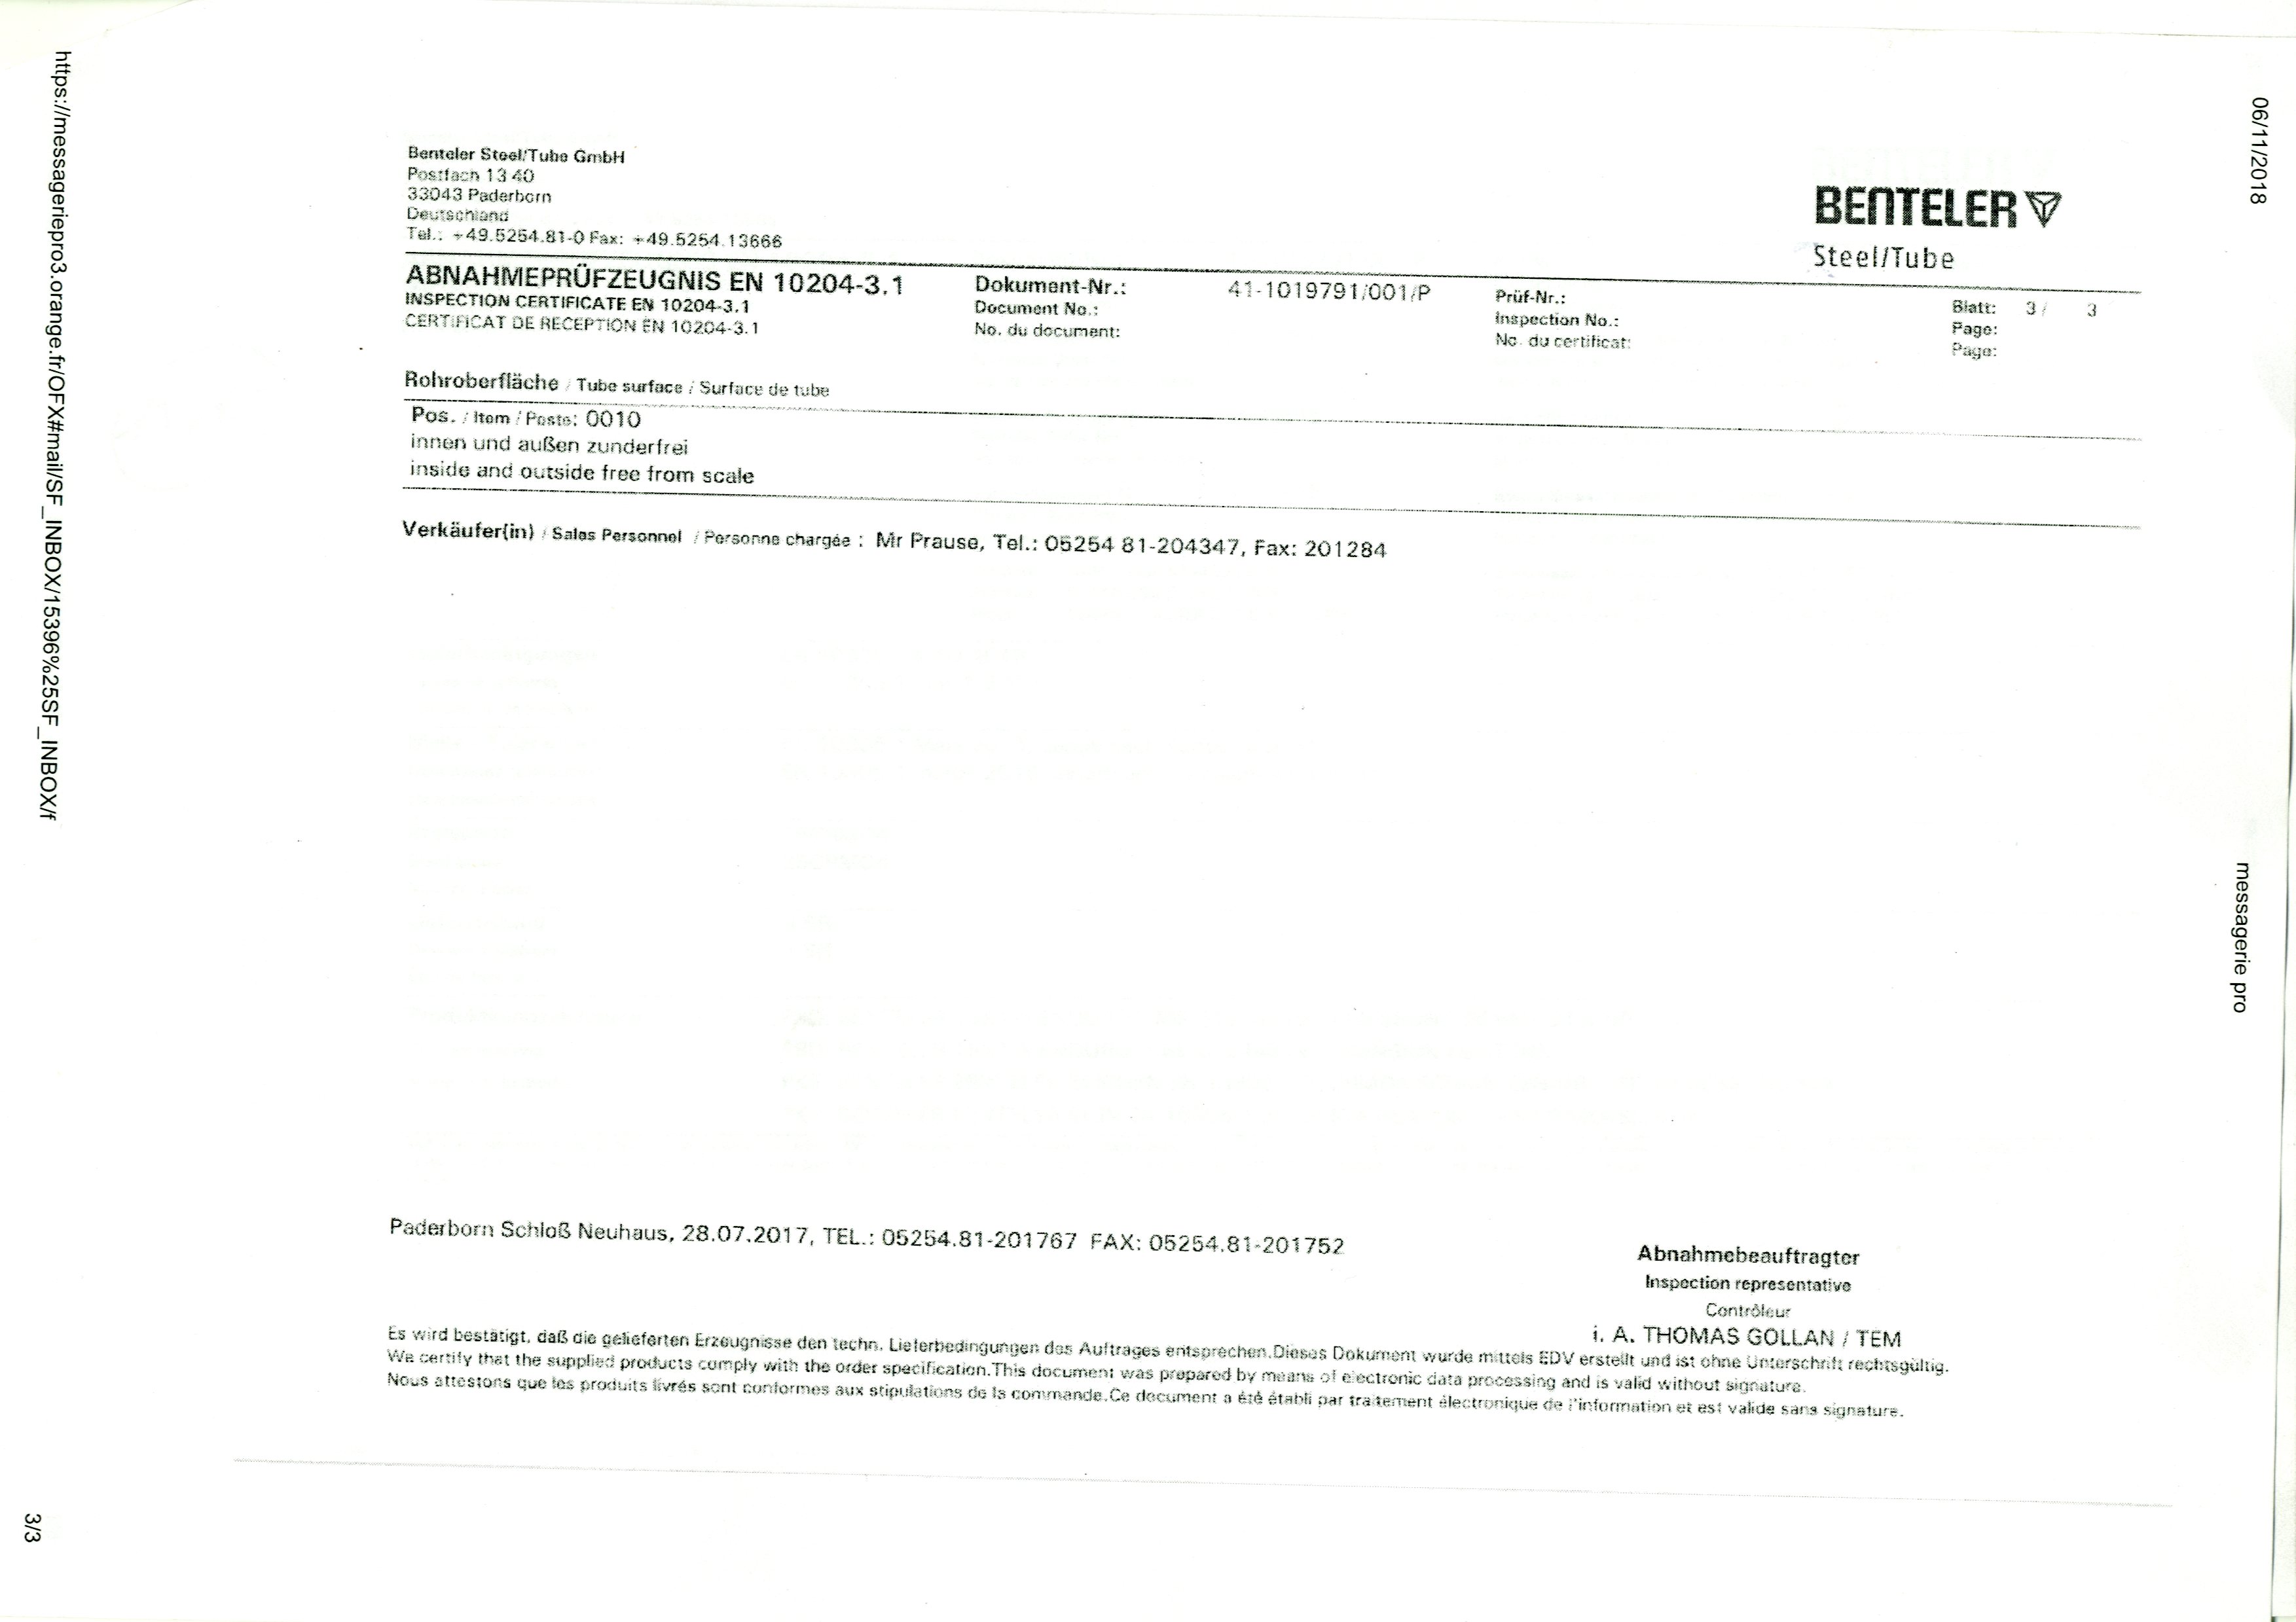 06/11/2018
messagerie pro
Benteler Steel/Tube GmbH
Postfach 13 40
33043 Paderborn
Deutschland
Tel.: +49.5254.81-0 Fax: +49.5254.13666
BENTELER
Steel/Tube
ABNAHMEPRÜFZEUGNIS EN 10204-3.1
INSPECTION CERTIFICATE EN 10204-3.1
CERTIFICAT DE RECEPTION EN 10204-3.1
Dokument-Nr.: 41-1019791/001/P
Document No.:
No. du document:
Prüf-Nr.:
Inspection No.:
No. du certificat:
Blatt: 3 / 3
Page:
Page:
Rohroberfläche / Tube surface / Surface de tube
Pos. / Item / Poste: 0010
innen und außen zunderfrei
inside and outside free from scale
Verkäufer(in) / Sales Personnel / Personne chargée : Mr Prause, Tel.: 05254 81-204347, Fax: 201284
Paderborn Schloß Neuhaus, 28.07.2017, TEL.: 05254.81-201767 FAX: 05254.81-201752
Abnahmebeauftragter
Inspection representative
Contrôleur
i. A. THOMAS GOLLAN / TEM
Es wird bestätigt, daß die gelieferten Erzeugnisse den techn. Lieferbedingungen des Auftrages entsprechen.Dieses Dokument wurde mittels EDV erstellt und ist ohne Unterschrift rechtsgültig.
We certify that the supplied products comply with the order specification.This document was prepared by means of electronic data processing and is valid without signature.
Nous attestons que les produits livrés sont conformes aux stipulations de la commande.Ce document a été établi par traitement électronique de l'information et est valide sans signature.
https://messageriepro3.orange.fr/OFX#mail/SF_INBOX/15396%25SF_INBOX/f
3/3